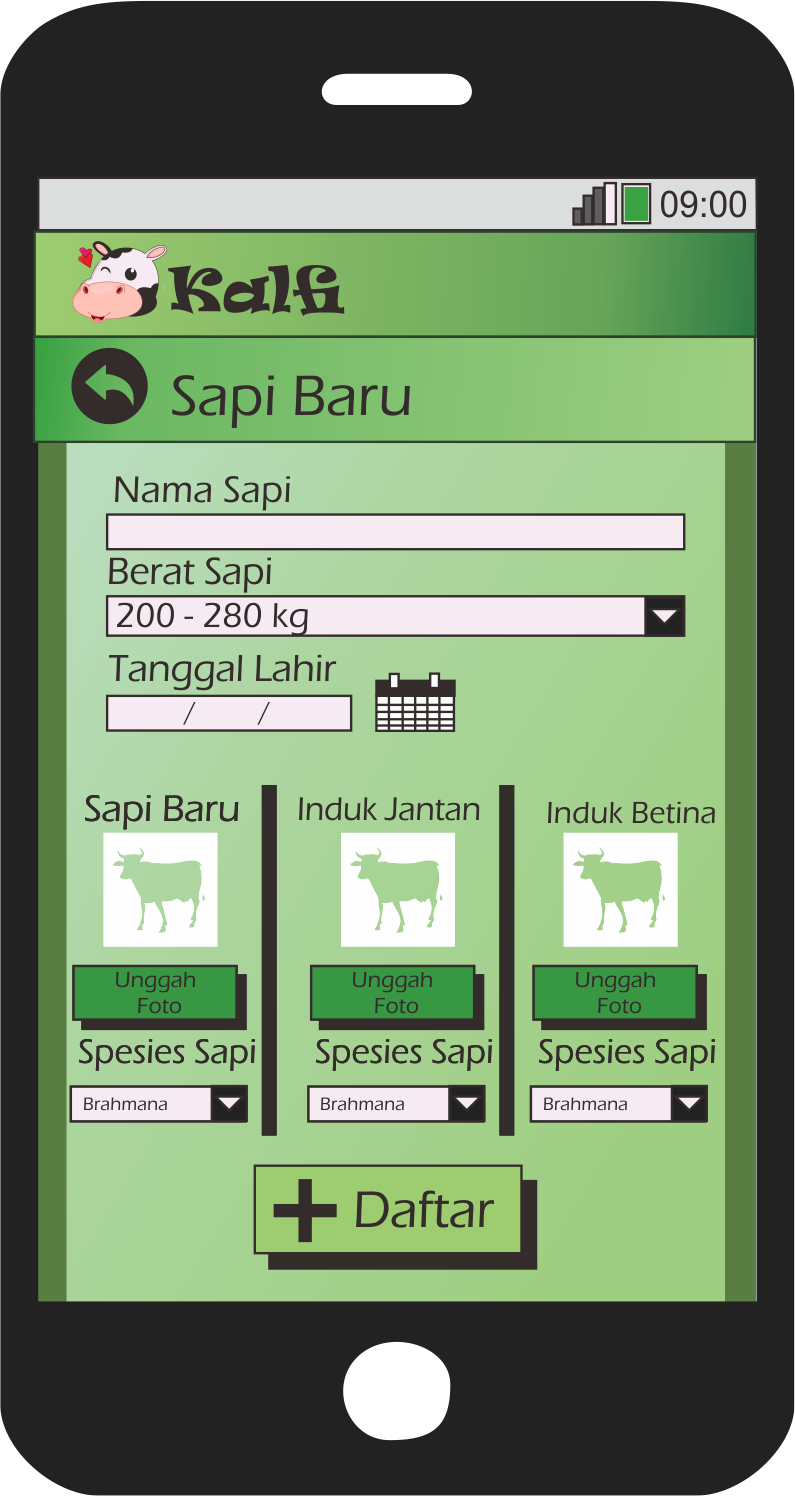 09:00
Kalfi
Sapi Baru
Nama Sapi
Berat Sapi
200 - 280 kg
Tanggal Lahir
/ /
Sapi Baru
Induk Jantan
Induk Betina
Unggah
Foto
Unggah
Foto
Unggah
Foto
Spesies Sapi
Spesies Sapi
Spesies Sapi
Brahmana
Brahmana
Brahmana
Daftar